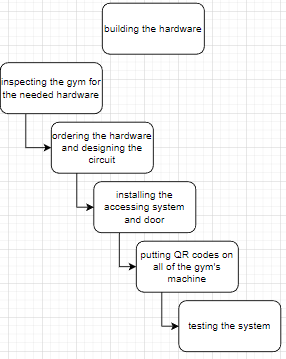 building the hardware
inspecting the gym for
the needed hardware
ordering the hardware
and designing the
circuit
installing the
accessing system
and door
putting QR codes on
all of the gym's
machine
testing the system